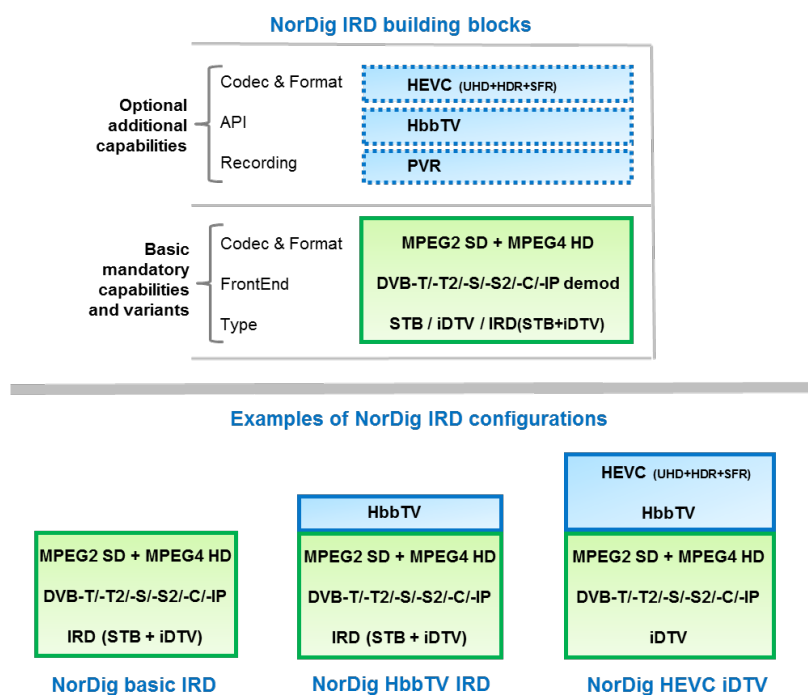 NorDig IRD building blocks
Optional
additional
capabilities
Codec & Format
API
Recording
HEVC (UHD+HDR+SFR)
HbbTV
PVR
Basic
mandatory
capabilities
and variants
Codec & Format
FrontEnd
Type
MPEG2 SD + MPEG4 HD
DVB-T/-T2/-S/-S2/-C/-IP demod
STB / iDTV / IRD(STB+iDTV)
Examples of NorDig IRD configurations
MPEG2 SD + MPEG4 HD
DVB-T/-T2/-S/-S2/-C/-IP
IRD (STB + iDTV)
NorDig basic IRD
HbbTV
MPEG2 SD + MPEG4 HD
DVB-T/-T2/-S/-S2/-C/-IP
IRD (STB + iDTV)
NorDig HbbTV IRD
HEVC (UHD+HDR+SFR)
HbbTV
MPEG2 SD + MPEG4 HD
DVB-T/-T2/-S/-S2/-C/-IP
iDTV
NorDig HEVC iDTV